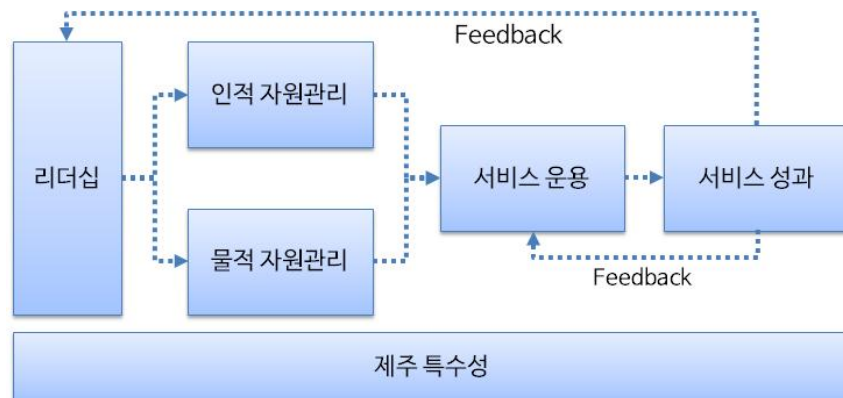 Feedback
인적 자원관리
리더십
서비스 운용
서비스 성과
물적 자원관리
Feedback
제주 특수성